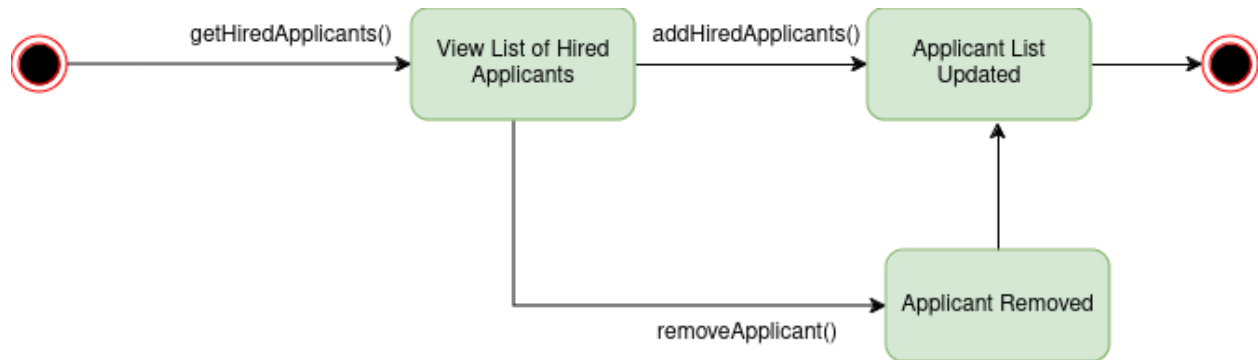 getHiredApplicants()
View List of Hired
Applicants
addHiredApplicants()
Applicant List
Updated
Applicant Removed
removeApplicant()